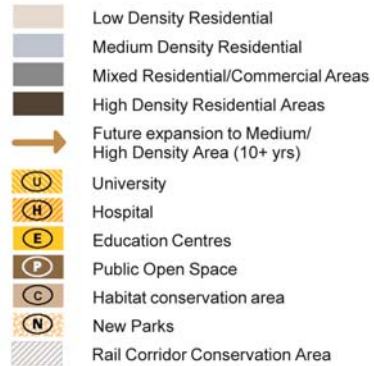 Low Density Residential
Medium Density Residential
Mixed Residential/Commercial Areas
High Density Residential Areas
Future expansion to Medium/
High Density Area (10+ yrs)
U University
H Hospital
E Education Centres
P Public Open Space
C Habitat conservation area
N New Parks
Rail Corridor Conservation Area